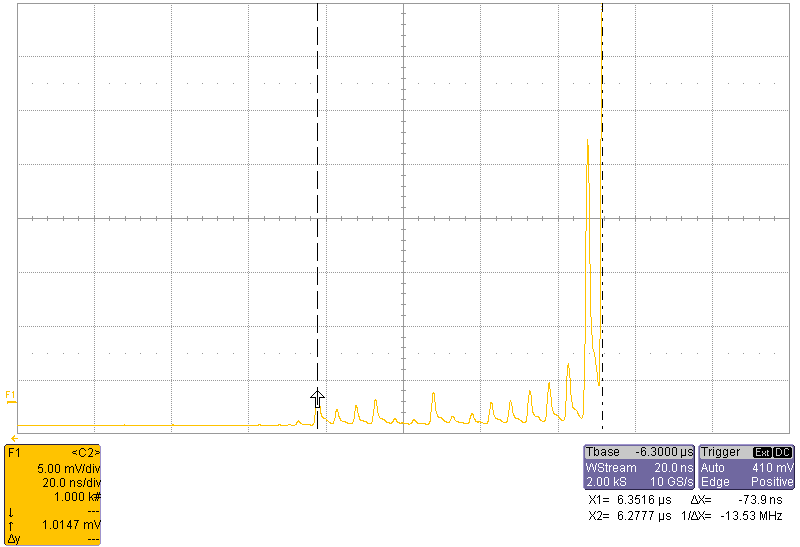 F1
F1 <C2>
5.00 mV/div
20.0 ns/div
1.000 k#
↓ ---
↑ 1.0147 mV
Δy ---
Tbase -6.3000 µs
WStream 20.0 ns
2.00 kS 10 GS/s
Trigger Ext DC
Auto 410 mV
Edge Positive
X1= 6.3516 µs ΔX= -73.9 ns
X2= 6.2777 µs 1/ΔX= -13.53 MHz